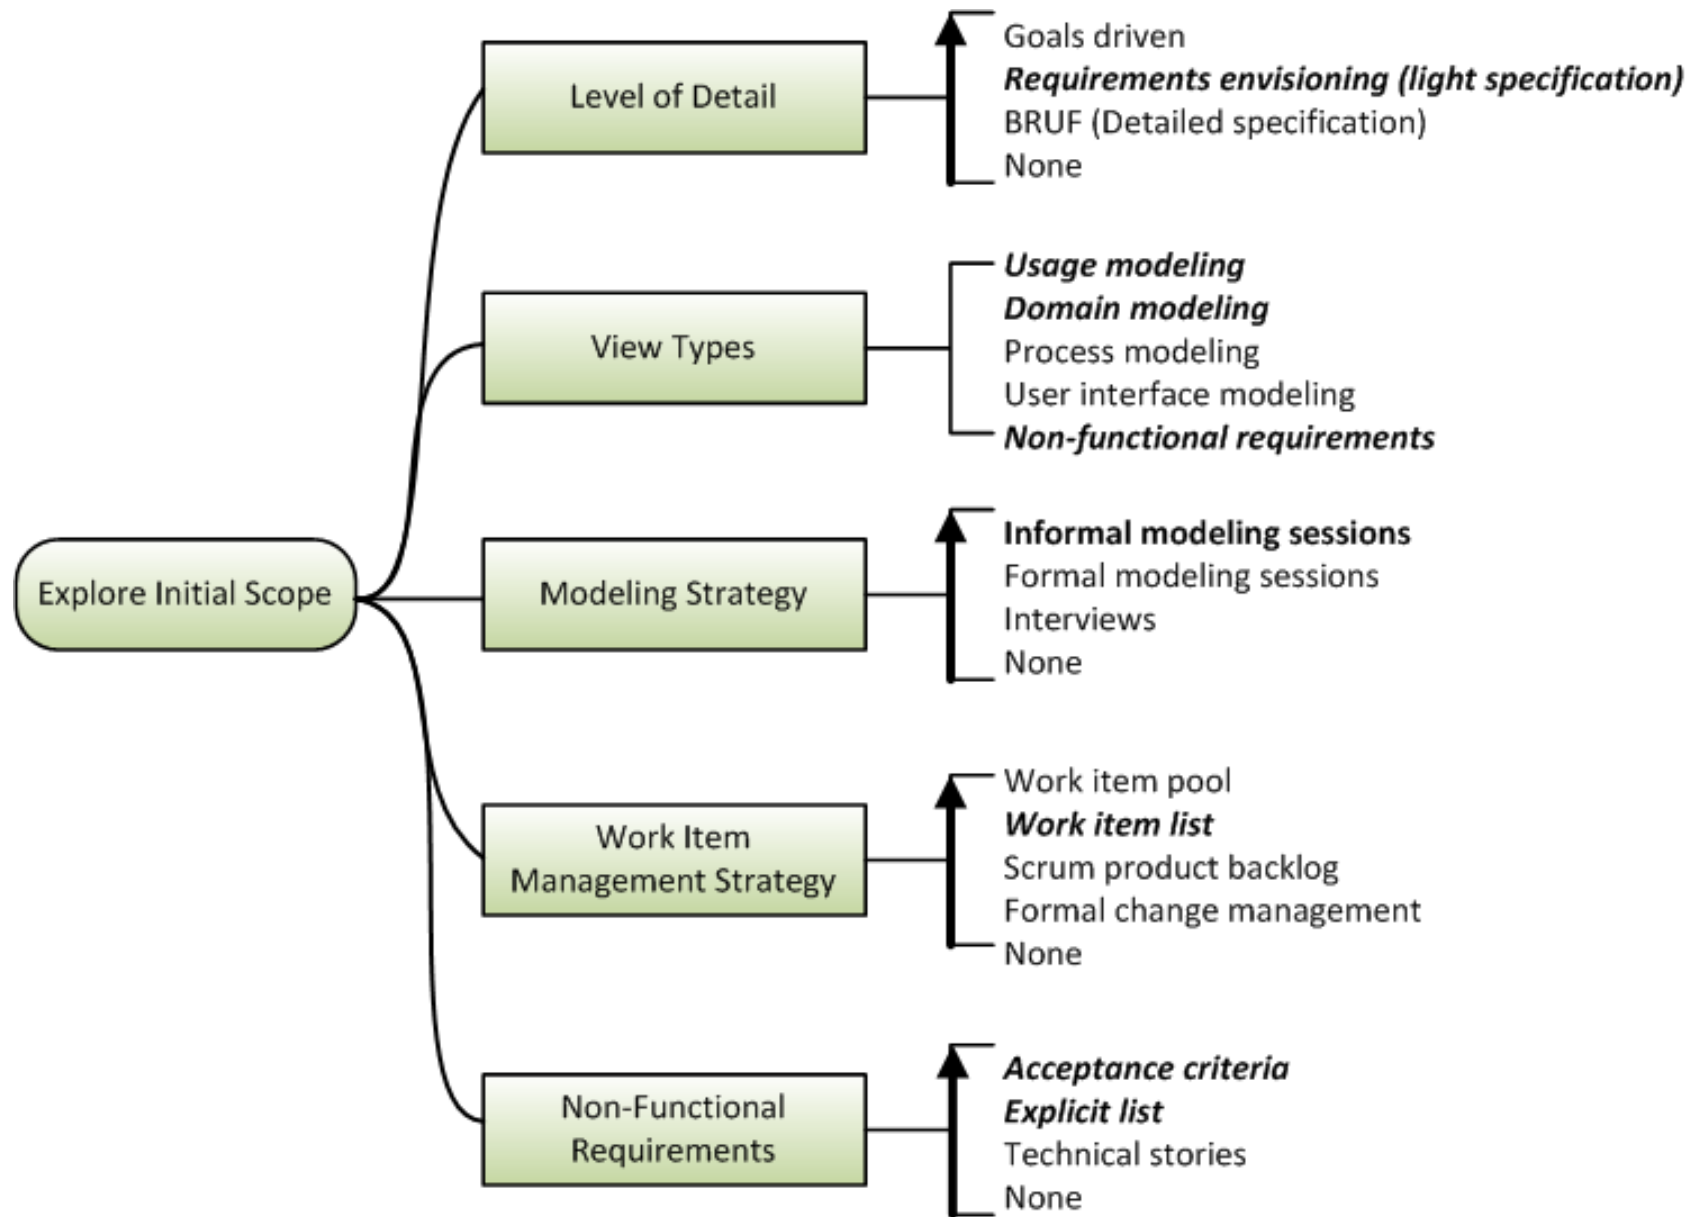 Explore Initial Scope
Level of Detail
Goals driven
Requirements envisioning (light specification)
BRUF (Detailed specification)
None
View Types
Usage modeling
Domain modeling
Process modeling
User interface modeling
Non-functional requirements
Modeling Strategy
Informal modeling sessions
Formal modeling sessions
Interviews
None
Work Item
Management Strategy
Work item pool
Work item list
Scrum product backlog
Formal change management
None
Non-Functional
Requirements
Acceptance criteria
Explicit list
Technical stories
None